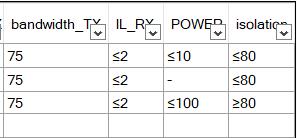 bandwidth_TX IL_RX POWER isolation
75 ≤2 ≤10 ≤80
75 ≤2 - ≤80
75 ≤2 ≤100 ≥80